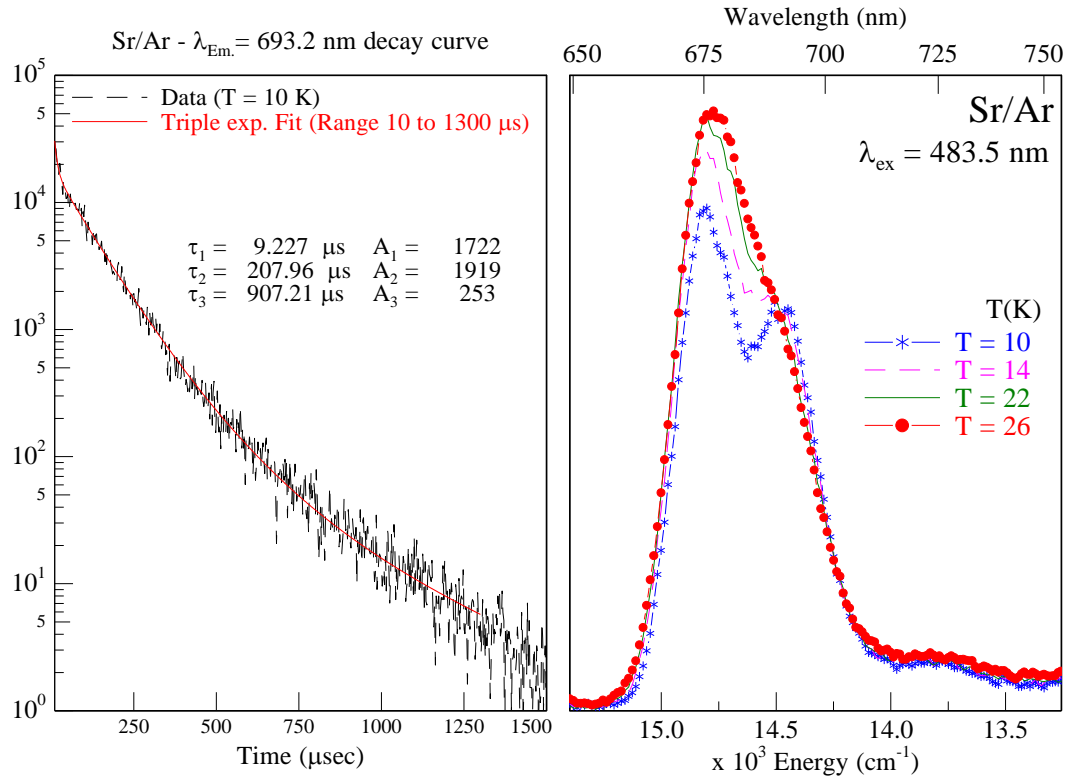 Sr/Ar - λEm.= 693.2 nm decay curve
10^5
5
10^4
5
10^3
5
10^2
5
10^1
5
10^0
Data (T = 10 K)
Triple exp. Fit (Range 10 to 1300 μs)
τ1 = 9.227 μs A1 = 1722
τ2 = 207.96 μs A2 = 1919
τ3 = 907.21 μs A3 = 253
250 500 750 1000 1250 1500
Time (μsec)
Wavelength (nm)
650 675 700 725 750
Sr/Ar
λex = 483.5 nm
T(K)
T = 10
T = 14
T = 22
T = 26
15.0 14.5 14.0 13.5
x 10^3 Energy (cm^-1)